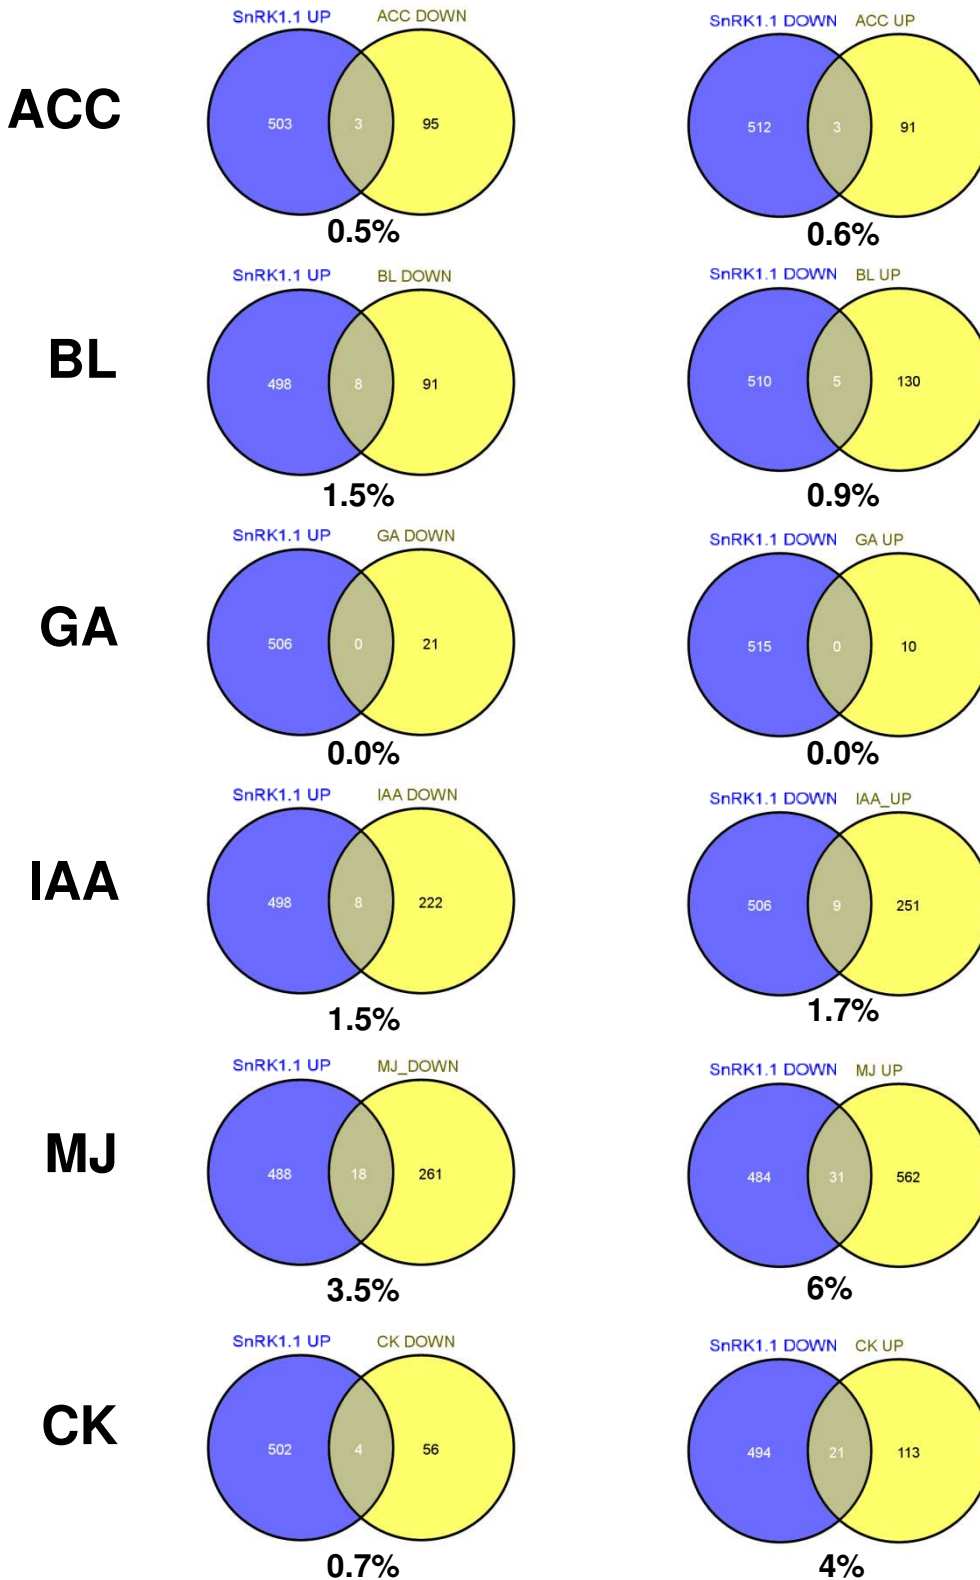 SnRK1.1 UP ACC DOWN SnRK1.1 DOWN ACC UP
ACC
503 3 95 512 3 91
0.5% 0.6%
SnRK1.1 UP BL DOWN SnRK1.1 DOWN BL UP
BL
498 8 91 510 5 130
1.5% 0.9%
SnRK1.1 UP GA DOWN SnRK1.1 DOWN GA UP
GA
506 0 21 515 0 10
0.0% 0.0%
SnRK1.1 UP IAA DOWN SnRK1.1 DOWN IAA_UP
IAA
498 8 222 506 9 251
1.5% 1.7%
SnRK1.1 UP MJ_DOWN SnRK1.1 DOWN MJ UP
MJ
488 18 261 484 31 562
3.5% 6%
SnRK1.1 UP CK DOWN SnRK1.1 DOWN CK UP
CK
502 4 56 494 21 113
0.7% 4%